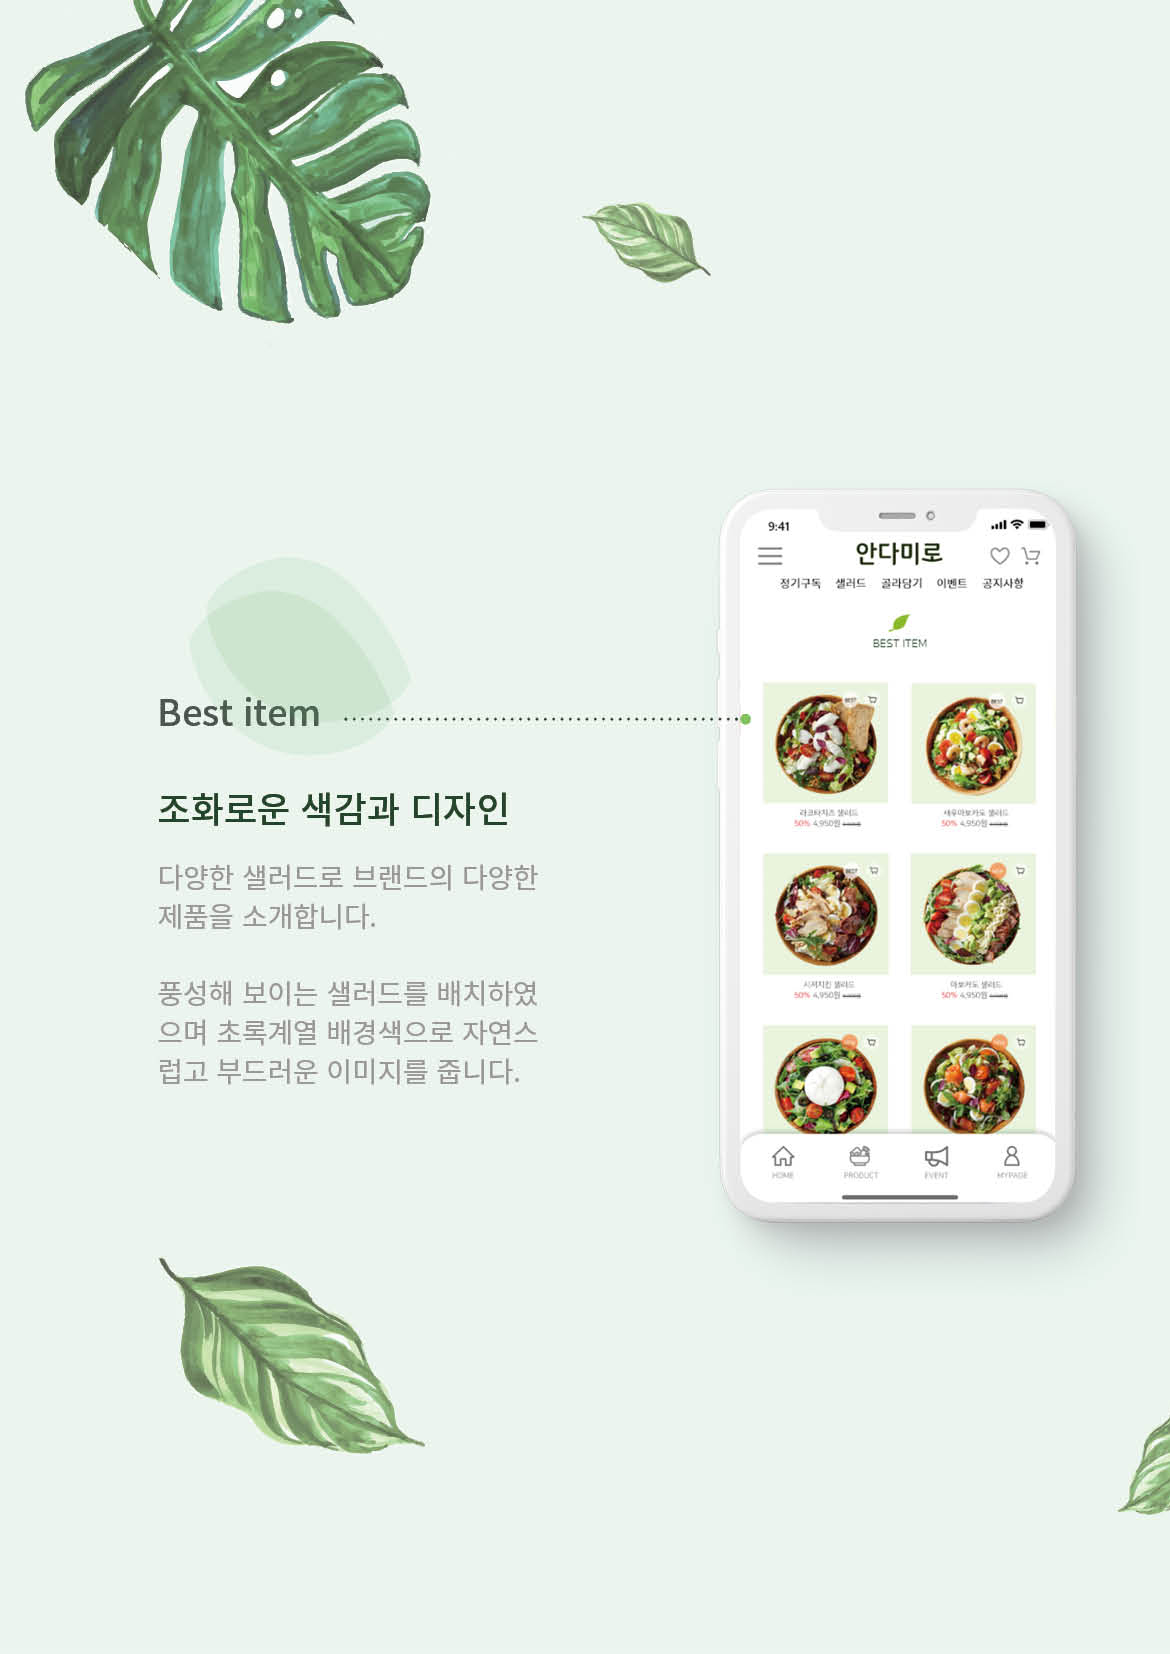 9:41
안다미로
정기구독 샐러드 골라담기 이벤트 공지사항
BEST ITEM
Best item
조화로운 색감과 디자인
다양한 샐러드로 브랜드의 다양한
제품을 소개합니다.
풍성해 보이는 샐러드를 배치하였
으며 초록계열 배경색으로 자연스
럽고 부드러운 이미지를 줍니다.
BEST
BEST
라코타치즈 샐러드
50% 4,950원
새우아보카도 샐러드
50% 4,950원
BEST
NEW
시저치킨 샐러드
50% 4,950원
아보카도 샐러드
50% 4,950원
NEW
NEW
HOME PRODUCT EVENT MYPAGE